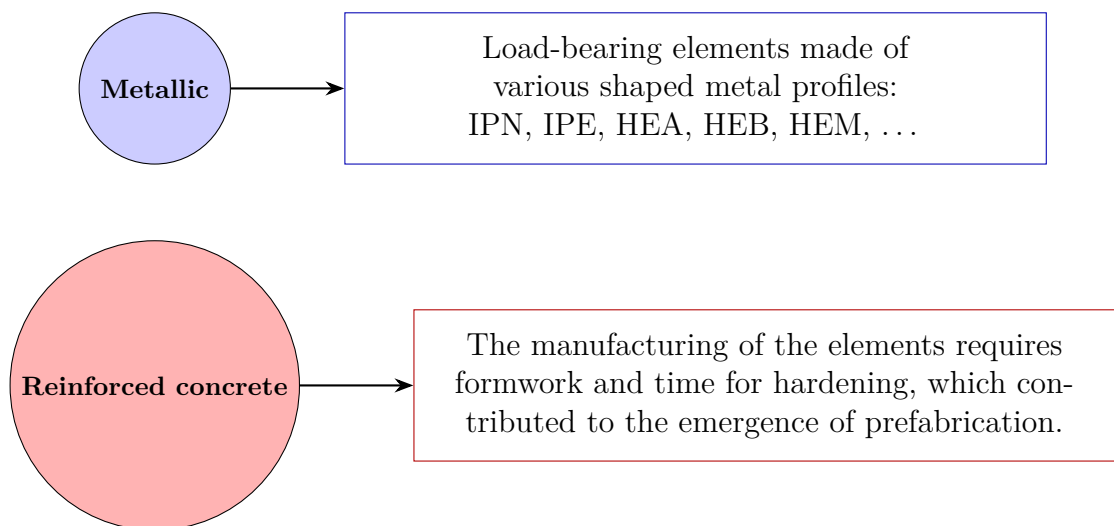 Metallic
Load-bearing elements made of
various shaped metal profiles:
IPN, IPE, HEA, HEB, HEM, …
Reinforced concrete
The manufacturing of the elements requires
formwork and time for hardening, which con-
tributed to the emergence of prefabrication.